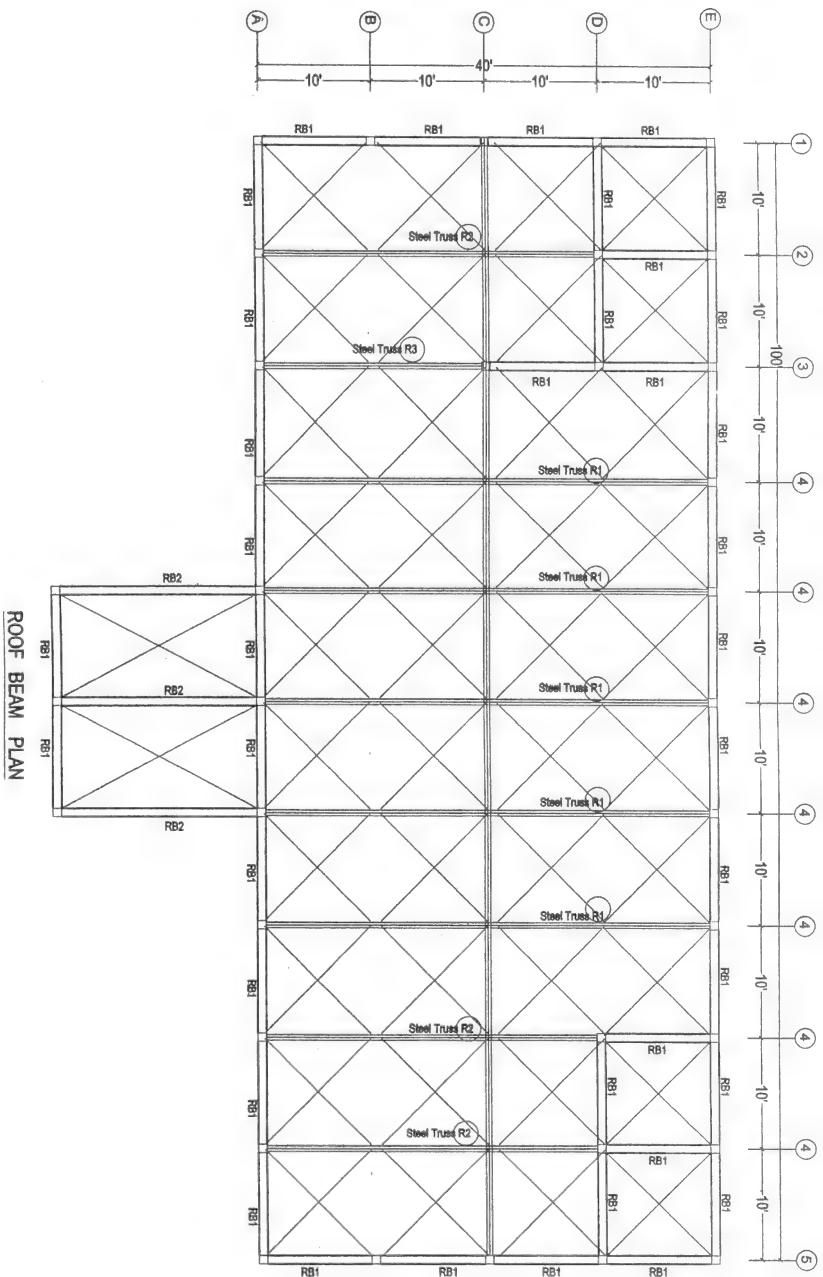 A B C D E
40'
10' 10' 10' 10'
RB1 RB1 RB1 RB1
1
RB1 RB1 RB1 10'
Steel Truss R2
2
RB1
RB1 RB1 RB1 10'
Steel Truss R3
100'
3
RB1 RB1
RB1 RB1 10'
Steel Truss R1
4
RB1 RB1 10'
Steel Truss R1
RB2
4
RB1 RB1 RB1 10'
Steel Truss R1
RB2
4
RB1 RB1 RB1 10'
Steel Truss R1
4
RB2
RB1 RB1 10'
Steel Truss R1
4
RB1 RB1 10'
Steel Truss R2
4
RB1
RB1 RB1 RB1 10'
Steel Truss R2
4
RB1
RB1 RB1 RB1 10'
5
RB1 RB1 RB1 RB1
ROOF BEAM PLAN